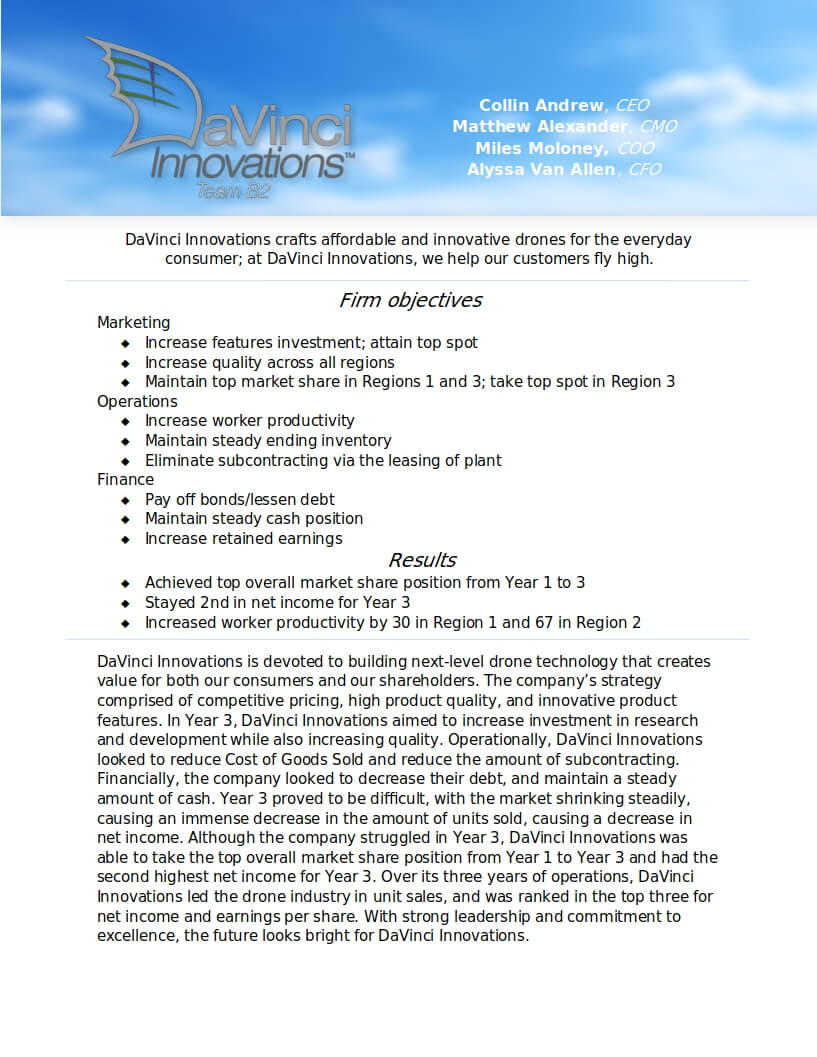 DaVinci
Innovations™
Team B2
Collin Andrew, CEO
Matthew Alexander, CMO
Miles Moloney, COO
Alyssa Van Allen, CFO
DaVinci Innovations crafts affordable and innovative drones for the everyday
consumer; at DaVinci Innovations, we help our customers fly high.
Firm objectives
Marketing
◆ Increase features investment; attain top spot
◆ Increase quality across all regions
◆ Maintain top market share in Regions 1 and 3; take top spot in Region 3
Operations
◆ Increase worker productivity
◆ Maintain steady ending inventory
◆ Eliminate subcontracting via the leasing of plant
Finance
◆ Pay off bonds/lessen debt
◆ Maintain steady cash position
◆ Increase retained earnings
Results
◆ Achieved top overall market share position from Year 1 to 3
◆ Stayed 2nd in net income for Year 3
◆ Increased worker productivity by 30 in Region 1 and 67 in Region 2
DaVinci Innovations is devoted to building next-level drone technology that creates
value for both our consumers and our shareholders. The company’s strategy
comprised of competitive pricing, high product quality, and innovative product
features. In Year 3, DaVinci Innovations aimed to increase investment in research
and development while also increasing quality. Operationally, DaVinci Innovations
looked to reduce Cost of Goods Sold and reduce the amount of subcontracting.
Financially, the company looked to decrease their debt, and maintain a steady
amount of cash. Year 3 proved to be difficult, with the market shrinking steadily,
causing an immense decrease in the amount of units sold, causing a decrease in
net income. Although the company struggled in Year 3, DaVinci Innovations was
able to take the top overall market share position from Year 1 to Year 3 and had the
second highest net income for Year 3. Over its three years of operations, DaVinci
Innovations led the drone industry in unit sales, and was ranked in the top three for
net income and earnings per share. With strong leadership and commitment to
excellence, the future looks bright for DaVinci Innovations.